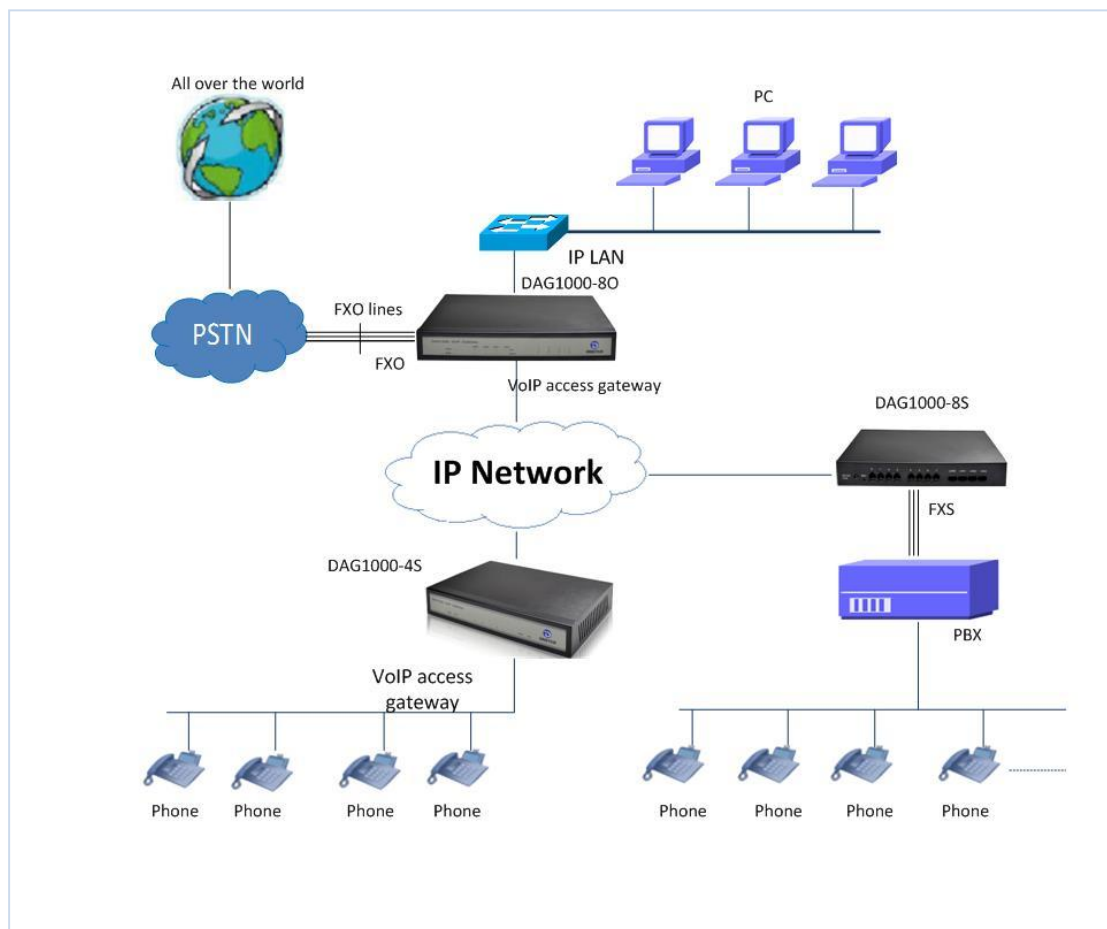 All over the world
PC
IP LAN
DAG1000-8O
FXO lines
PSTN
FXO
VoIP access gateway
DAG1000-8S
IP Network
FXS
DAG1000-4S
PBX
VoIP access
gateway
Phone
Phone
Phone
Phone
Phone
Phone
Phone
Phone